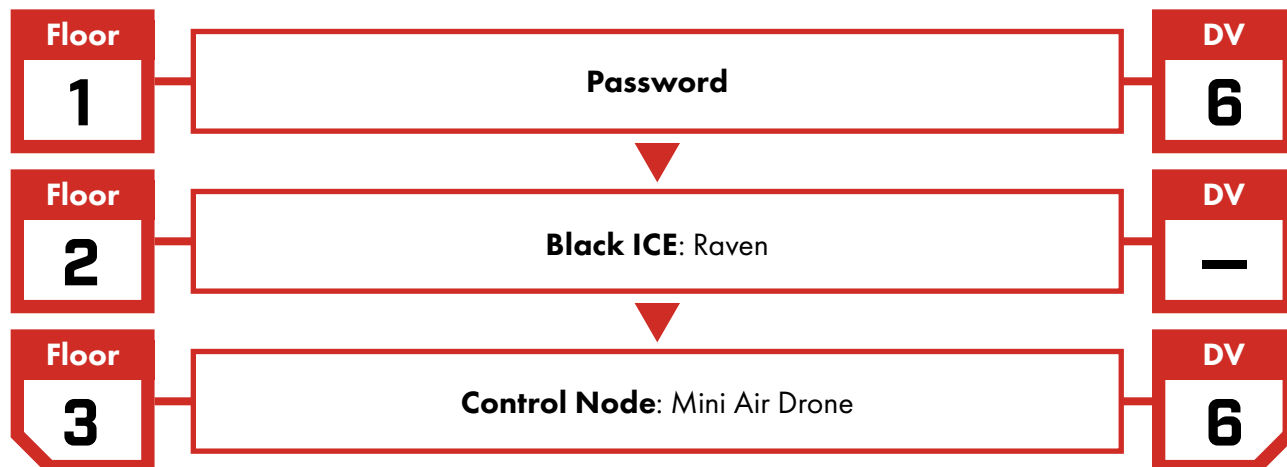 Floor
1
Password
DV
6
Floor
2
Black ICE: Raven
DV
–
Floor
3
Control Node: Mini Air Drone
DV
6